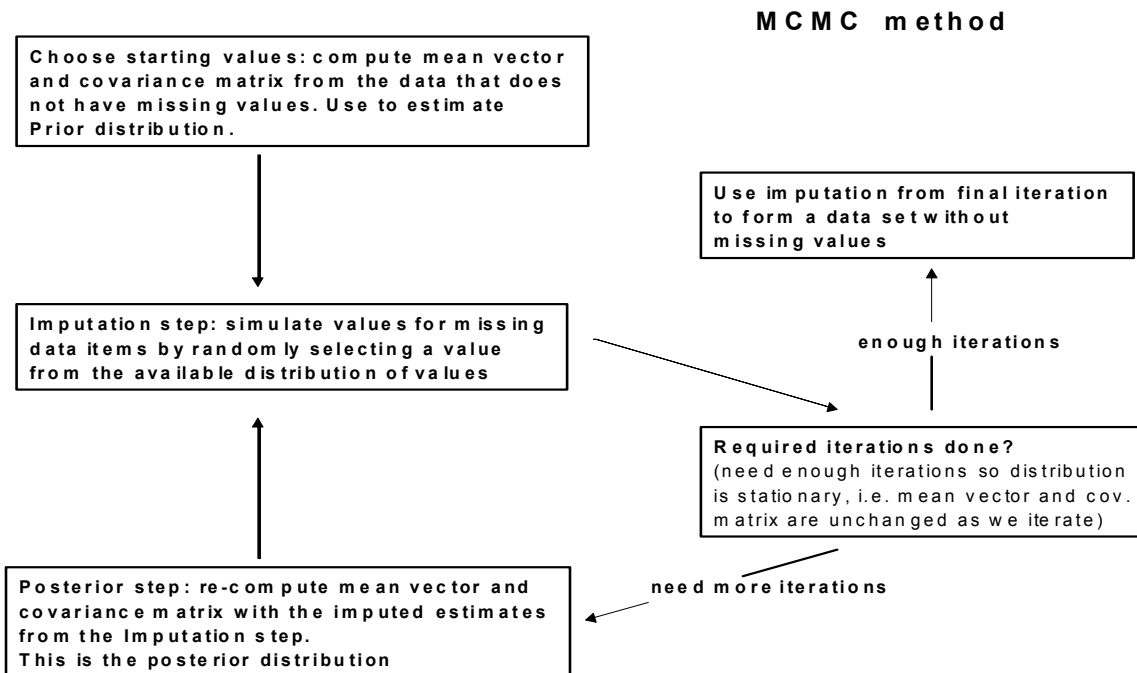 MCMC method
Choose starting values: compute mean vector
and covariance matrix from the data that does
not have missing values. Use to estimate
Prior distribution.
Use imputation from final iteration
to form a data set without
missing values
Imputation step: simulate values for missing
data items by randomly selecting a value
from the available distribution of values
enough iterations
Required iterations done?
(need enough iterations so distribution
is stationary, i.e. mean vector and cov.
matrix are unchanged as we iterate)
need more iterations
Posterior step: re-compute mean vector and
covariance matrix with the imputed estimates
from the Imputation step.
This is the posterior distribution